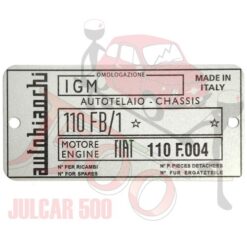 OMOLOGAZIONE
IGM
MADE IN
ITALY
AUTOTELAIO - CHASSIS
autobianchi
110 FB/1
MOTORE
ENGINE
FIAT 110 F.004
N° PER RICAMBI
N° FOR SPARES
N° P. PIECES DETACHEES
N° FUR ERGATETEILE
JULCAR 500